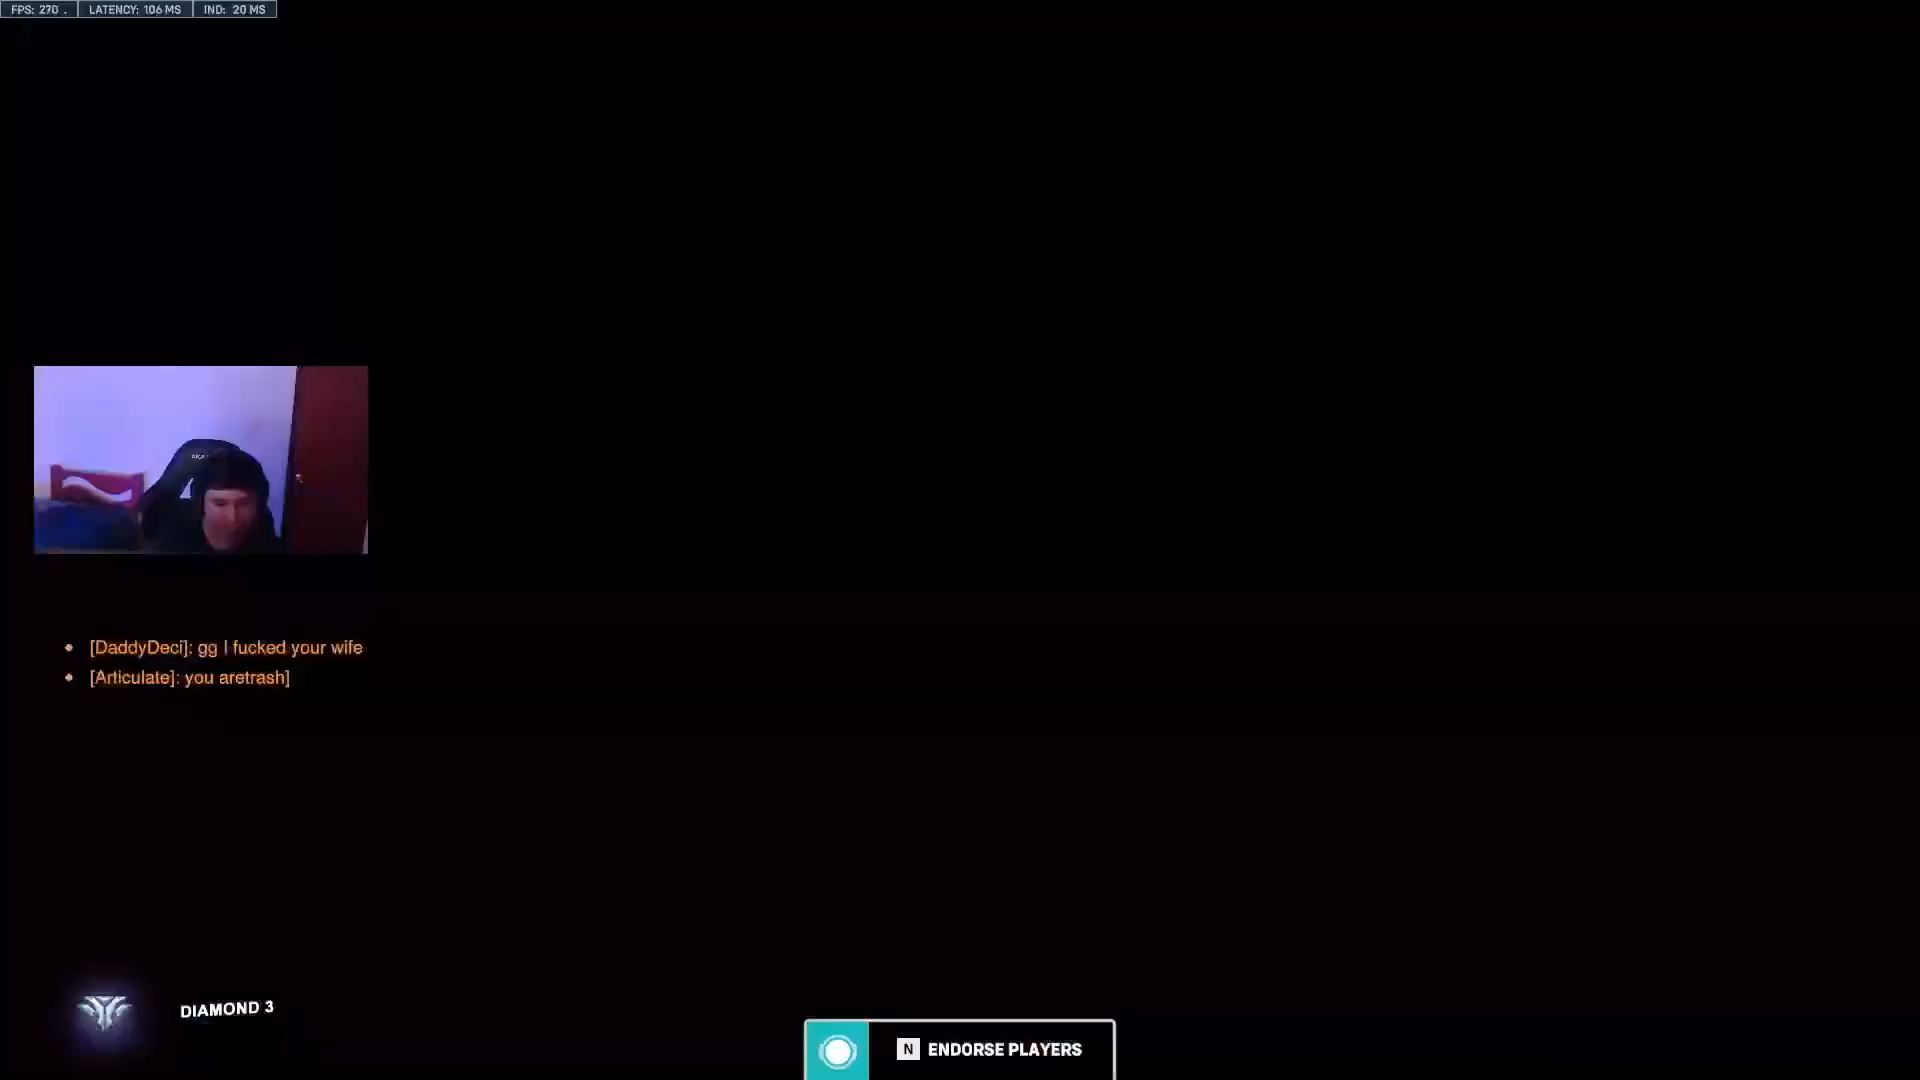 FPS: 270 . LATENCY: 106 MS IND: 20 MS
[DaddyDeci]: gg I fucked your wife
[Articulate]: you aretrash]
DIAMOND 3
N ENDORSE PLAYERS